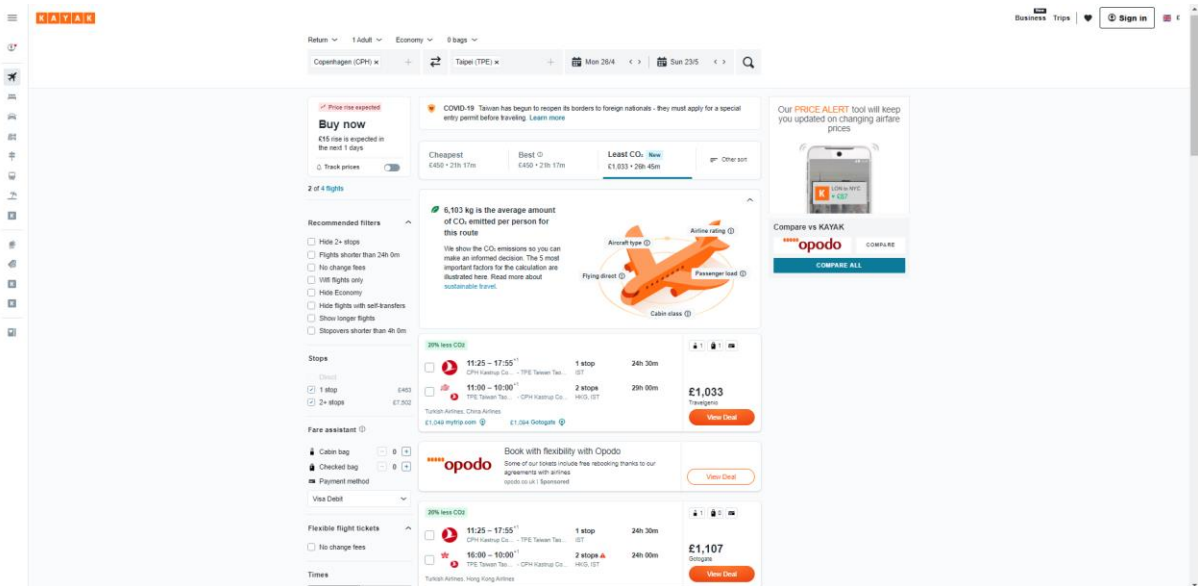 KAYAK
New
Business Trips
Sign in
£
Return 1 Adult Economy 0 bags
Copenhagen (CPH) × + Taipei (TPE) × + Mon 26/4 < > Sun 23/5 < >
Price rise expected
Buy now
£15 rise is expected in
the next 1 days
Track prices
2 of 4 flights
Recommended filters
Hide 2+ stops
Flights shorter than 24h 0m
No change fees
Wifi flights only
Hide Economy
Hide flights with self-transfers
Show longer flights
Stopovers shorter than 4h 0m
Stops
Direct
1 stop £463
2+ stops £7,502
Fare assistant
Cabin bag - 0 +
Checked bag - 0 +
Payment method
Visa Debit
Flexible flight tickets
No change fees
Times
COVID-19 Taiwan has begun to reopen its borders to foreign nationals - they must apply for a special
entry permit before traveling. Learn more
Cheapest
£450 • 21h 17m
Best
£450 • 21h 17m
Least CO₂ New
£1,033 • 26h 45m
Other sort
6,103 kg is the average amount
of CO₂ emitted per person for
this route
We show the CO₂ emissions so you can
make an informed decision. The 5 most
important factors for the calculation are
illustrated here. Read more about
sustainable travel.
Airline rating
Aircraft type
Flying direct
Passenger load
Cabin class
20% less CO2
11:25 – 17:55+1 1 stop 24h 30m
CPH Kastrup Co... - TPE Taiwan Tao... IST
11:00 – 10:00+1 2 stops 29h 00m
TPE Taiwan Tao... - CPH Kastrup Co... HKG, IST
Turkish Airlines, China Airlines
£1,049 mytrip.com £1,094 Gotogate
1 1
£1,033
Travelgenio
View Deal
opodo
Book with flexibility with Opodo
Some of our tickets include free rebooking thanks to our
agreements with airlines
opodo.co.uk | Sponsored
View Deal
20% less CO2
11:25 – 17:55+1 1 stop 24h 30m
CPH Kastrup Co... - TPE Taiwan Tao... IST
16:00 – 10:00+1 2 stops 24h 00m
TPE Taiwan Tao... - CPH Kastrup Co... HKG, IST
Turkish Airlines, Hong Kong Airlines
£1,107
Gotogate
View Deal
Our PRICE ALERT tool will keep
you updated on changing airfare
prices
K LON to NYC
Compare vs KAYAK
opodo COMPARE
COMPARE ALL